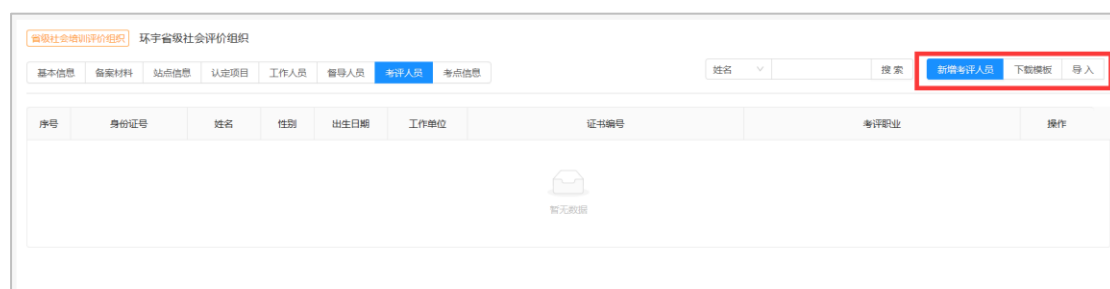 省级社会培训评价组织 环宇省级社会评价组织
基本信息 备案材料 站点信息 认定项目 工作人员 督导人员 考评人员 考点信息 姓名 搜索 新增考评人员 下载模板 导入
序号 身份证号 姓名 性别 出生日期 工作单位 证书编号 考评职业 操作
暂无数据